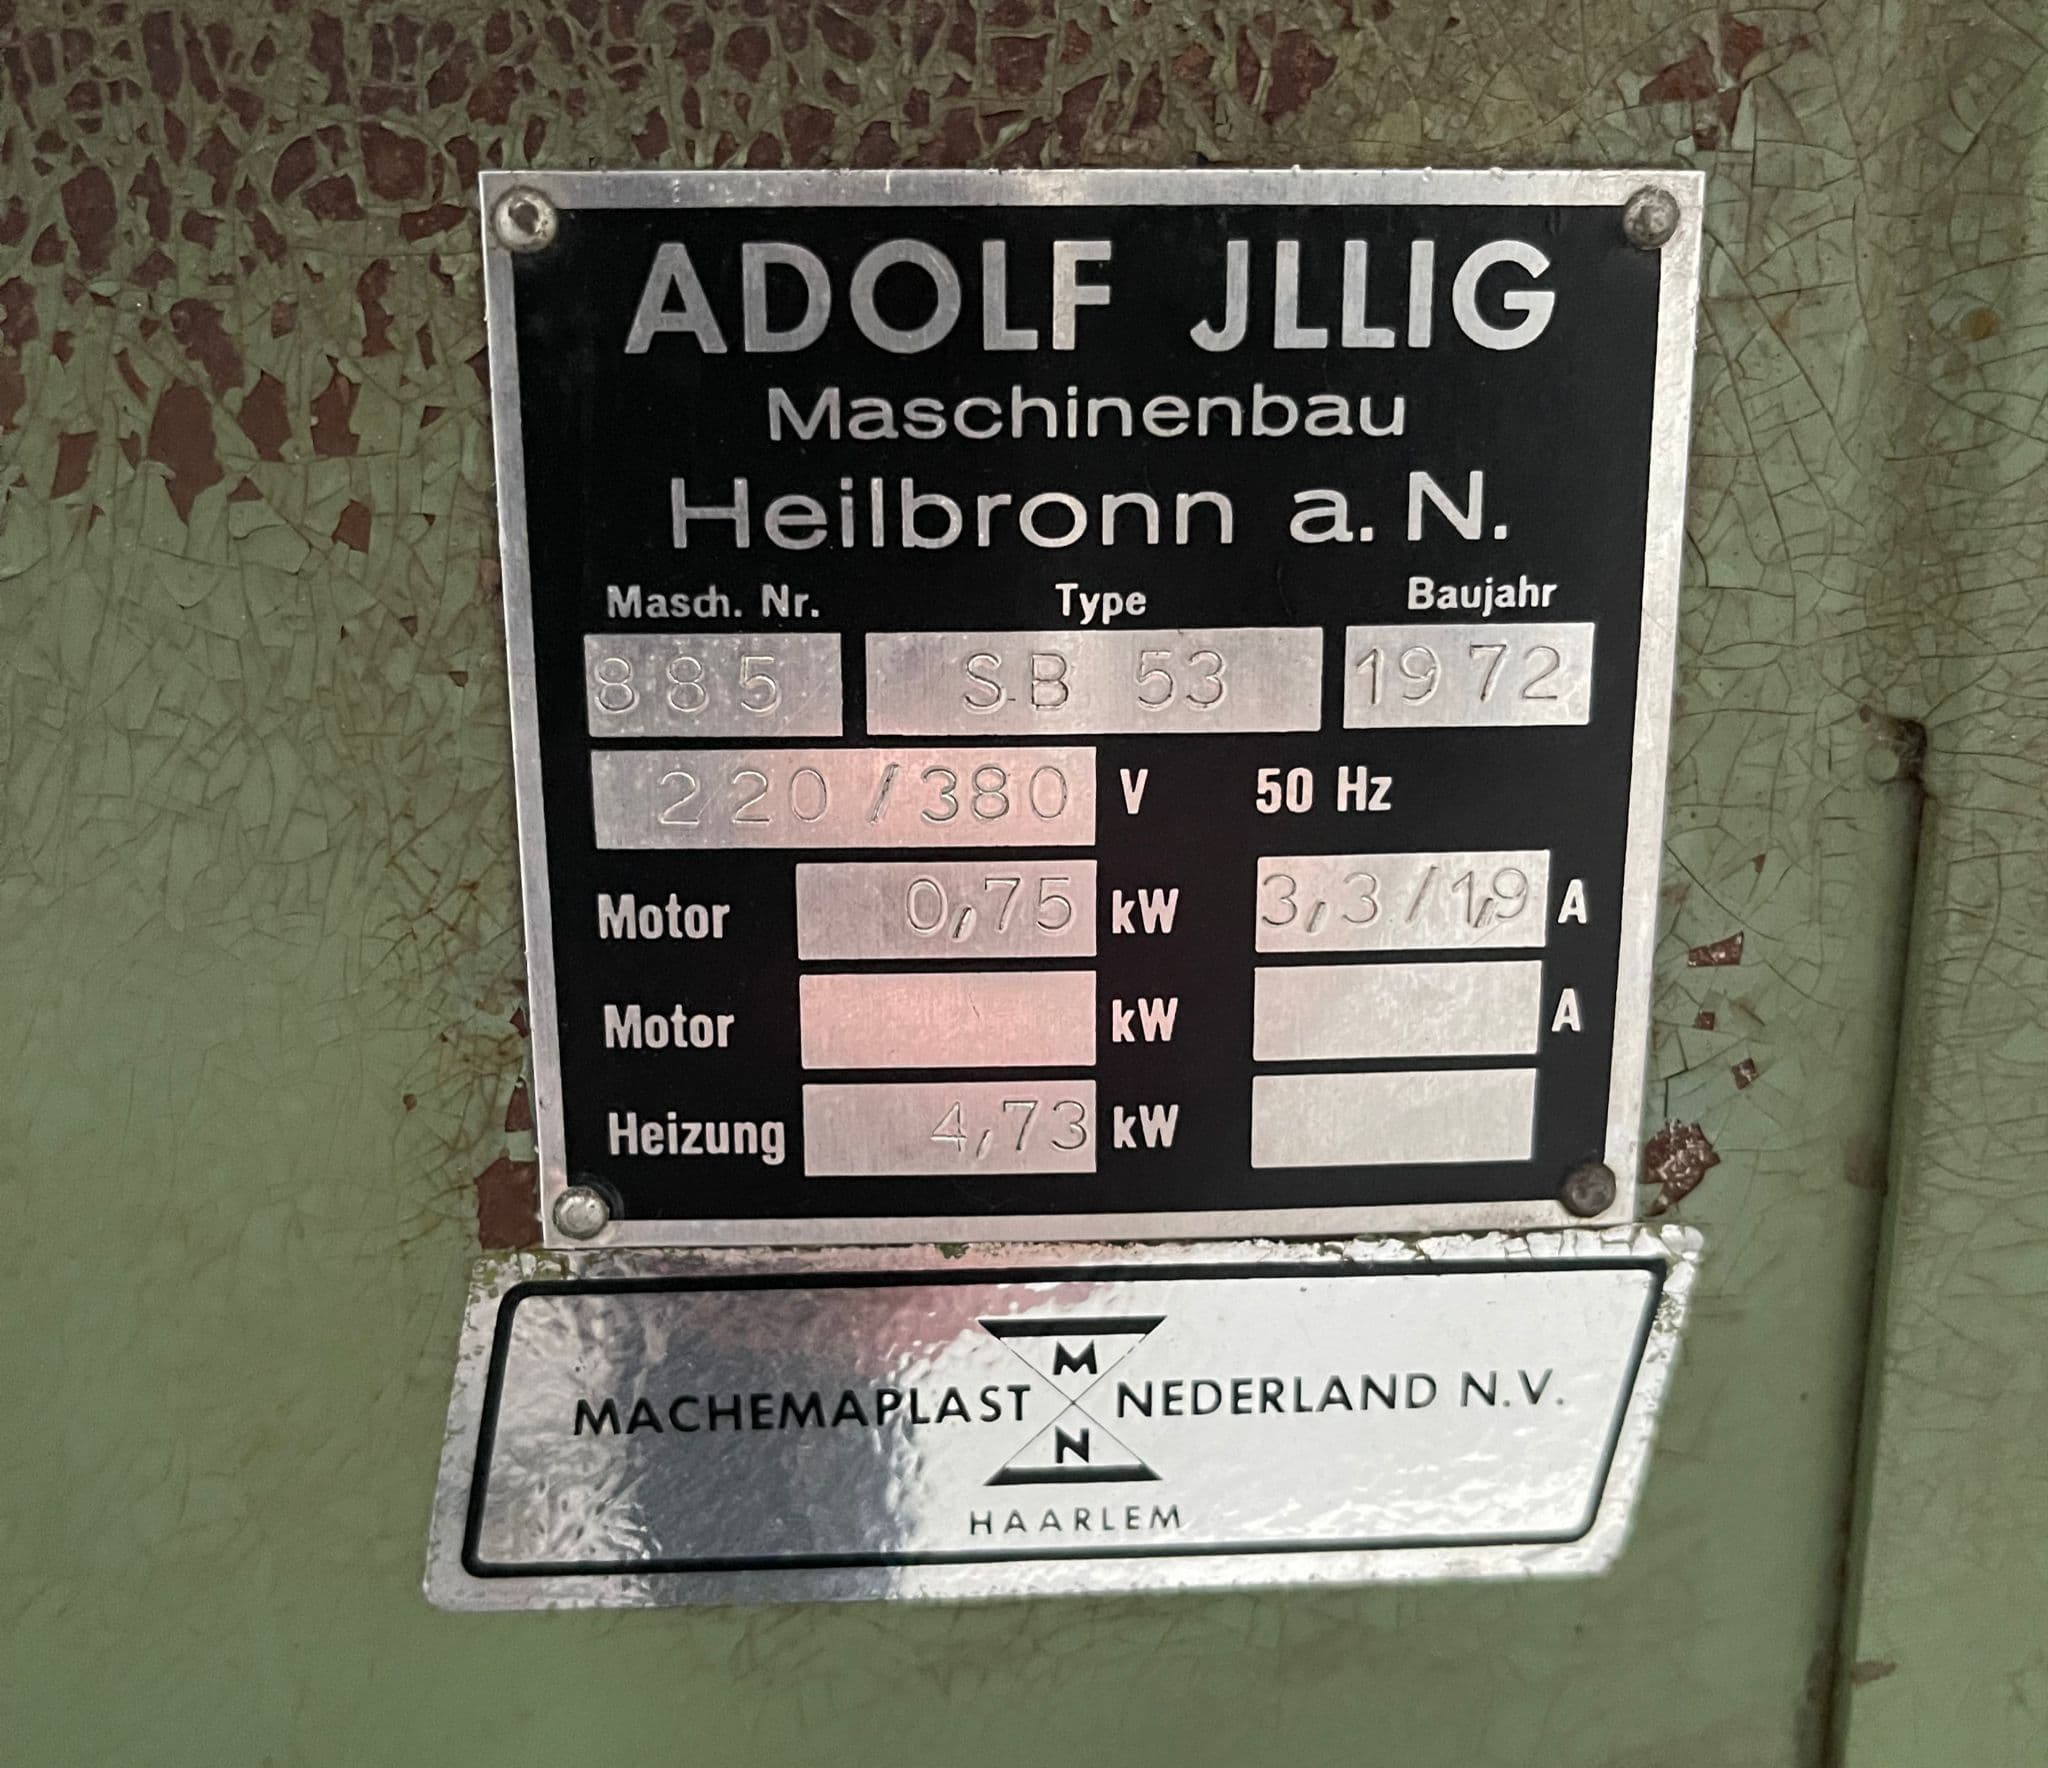 ADOLF JLLIG
Maschinenbau
Heilbronn a. N.
Masch. Nr. Type Baujahr
885 SB 53 1972
220/380 V 50 Hz
Motor 0,75 kW 3,3/1,9 A
Motor kW A
Heizung 4,73 kW
M
MACHEMAPLAST NEDERLAND N.V.
N
HAARLEM